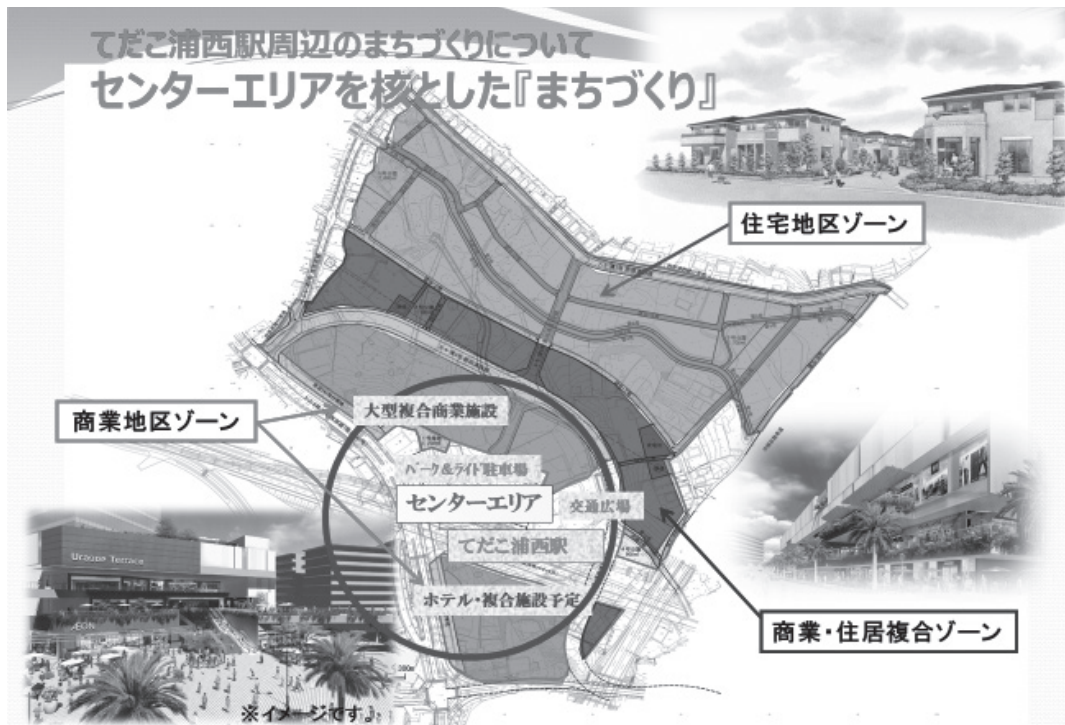 てだこ浦西駅周辺のまちづくりについて
センターエリアを核とした『まちづくり』
住宅地区ゾーン
商業地区ゾーン
大型複合商業施設
パーク&ライド駐車場
センターエリア
交通広場
てだこ浦西駅
ホテル・複合施設予定
商業・住居複合ゾーン
Urasoe Terrace
ÆON
※イメージです。